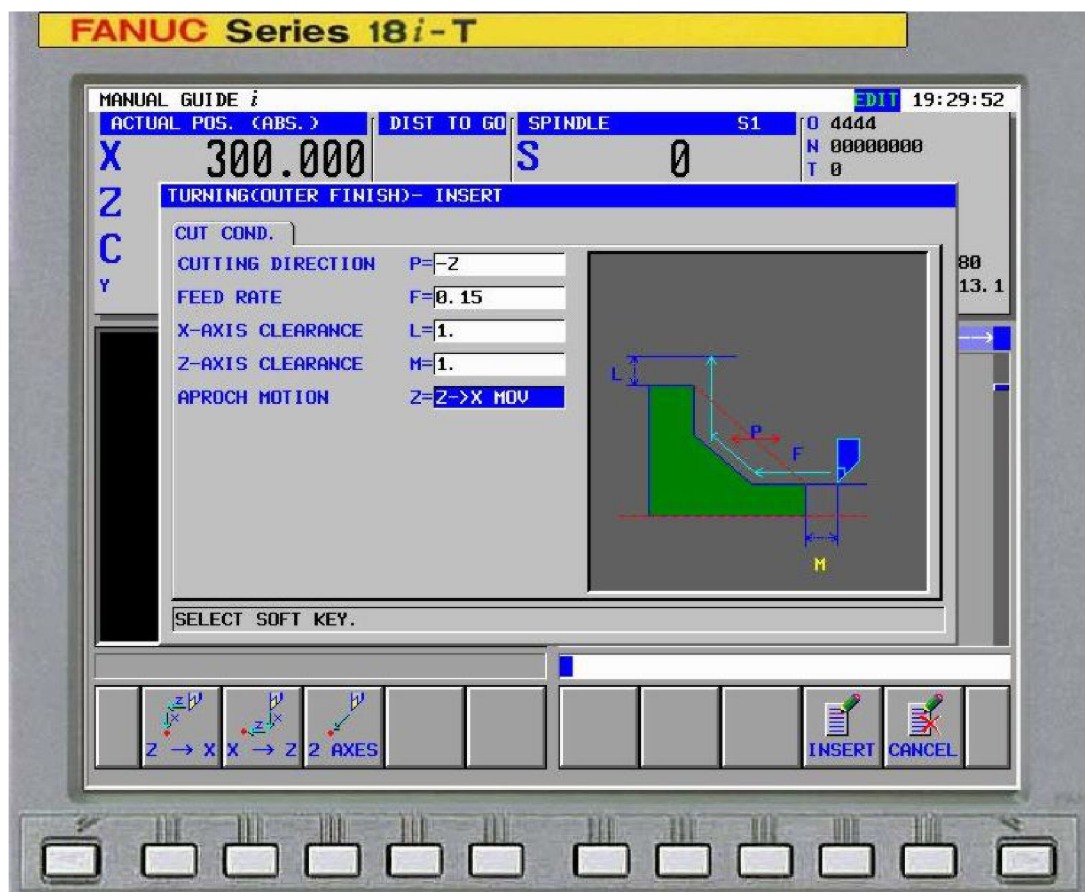 FANUC Series 18i-T
MANUAL GUIDE i EDIT 19:29:52
ACTUAL POS. (ABS.) DIST TO GO SPINDLE S1 O 4444
X 300.000 S 0 N 00000000
T 0
Z TURNING(OUTER FINISH)- INSERT
C CUT COND.
CUTTING DIRECTION P=-Z 80
Y FEED RATE F=0.15 13.1
X-AXIS CLEARANCE L=1.
Z-AXIS CLEARANCE M=1.
L
APROCH MOTION Z=Z->X MOV
P
F
M
SELECT SOFT KEY.
Z X
Z X
Z → X X → Z 2 AXES INSERT CANCEL